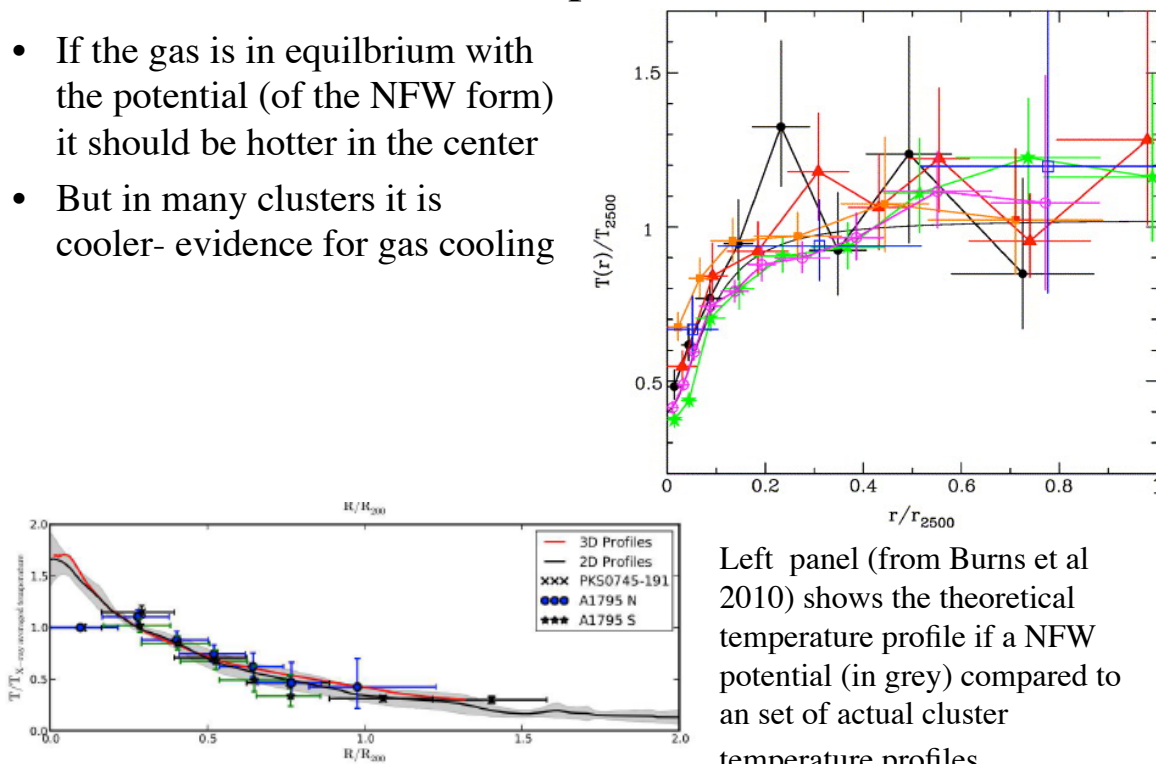 • If the gas is in equilbrium with
the potential (of the NFW form)
it should be hotter in the center
• But in many clusters it is
cooler- evidence for gas cooling
T(r)/T2500
1.5
1
0.5
0 0.2 0.4 0.6 0.8 1
r/r2500
R/R200
T/TX-ray averaged temperature
2.0
1.5
1.0
0.5
0.0
3D Profiles
2D Profiles
PKS0745-191
A1795 N
A1795 S
0.0 0.5 1.0 1.5 2.0
R/R200
Left panel (from Burns et al
2010) shows the theoretical
temperature profile if a NFW
potential (in grey) compared to
an set of actual cluster
temperature profiles